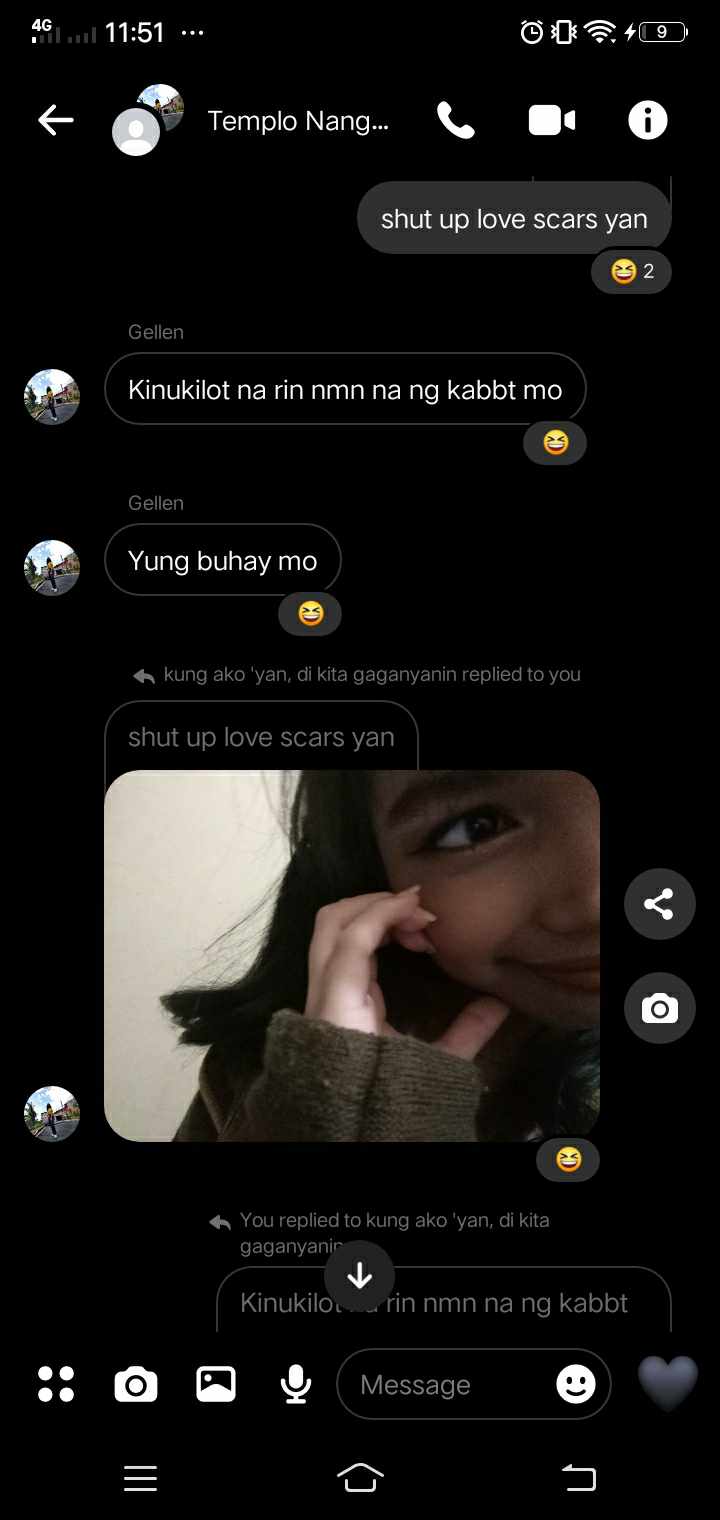 4G 11:51 ... 9
Templo Nang...
shut up love scars yan
2
Gellen
Kinukilot na rin nmn na ng kabbt mo
Gellen
Yung buhay mo
kung ako 'yan, di kita gaganyanin replied to you
shut up love scars yan
You replied to kung ako 'yan, di kita
gaganyanin
Kinukilot na rin nmn na ng kabbt
Message